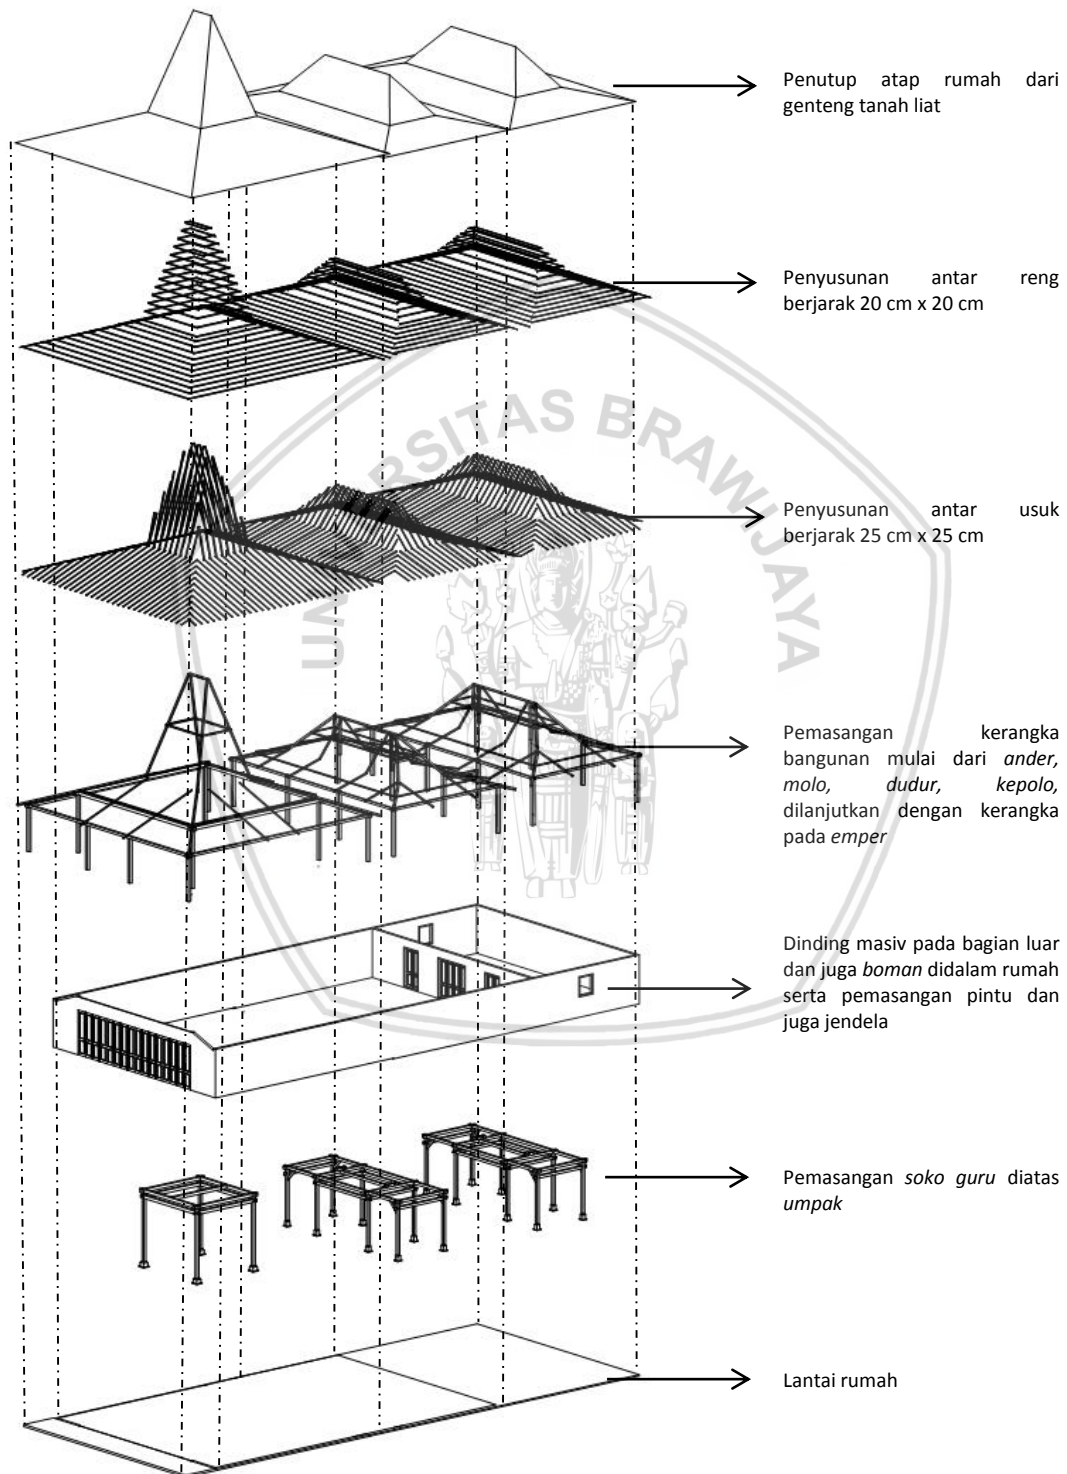 Penutup atap rumah dari
genteng tanah liat
Penyusunan antar reng
berjarak 20 cm x 20 cm
UNIVERSITAS BRAWIJAYA
Penyusunan antar usuk
berjarak 25 cm x 25 cm
Pemasangan kerangka
bangunan mulai dari ander,
molo, dudur, kepolo,
dilanjutkan dengan kerangka
pada emper
Dinding masiv pada bagian luar
dan juga boman didalam rumah
serta pemasangan pintu dan
juga jendela
Pemasangan soko guru diatas
umpak
Lantai rumah